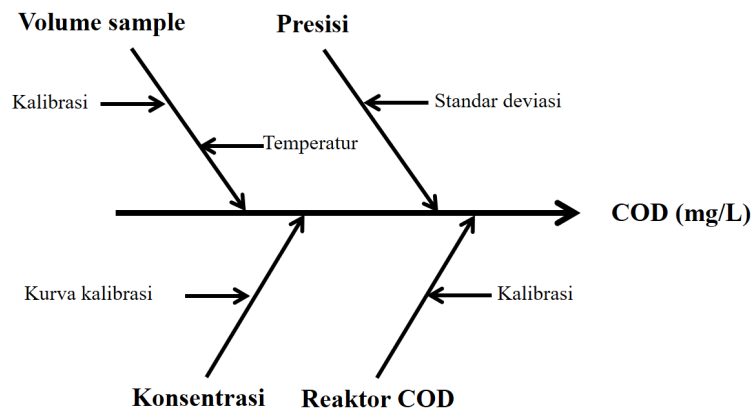 Volume sample
Presisi
Kalibrasi
Standar deviasi
Temperatur
COD (mg/L)
Kurva kalibrasi
Kalibrasi
Konsentrasi
Reaktor COD